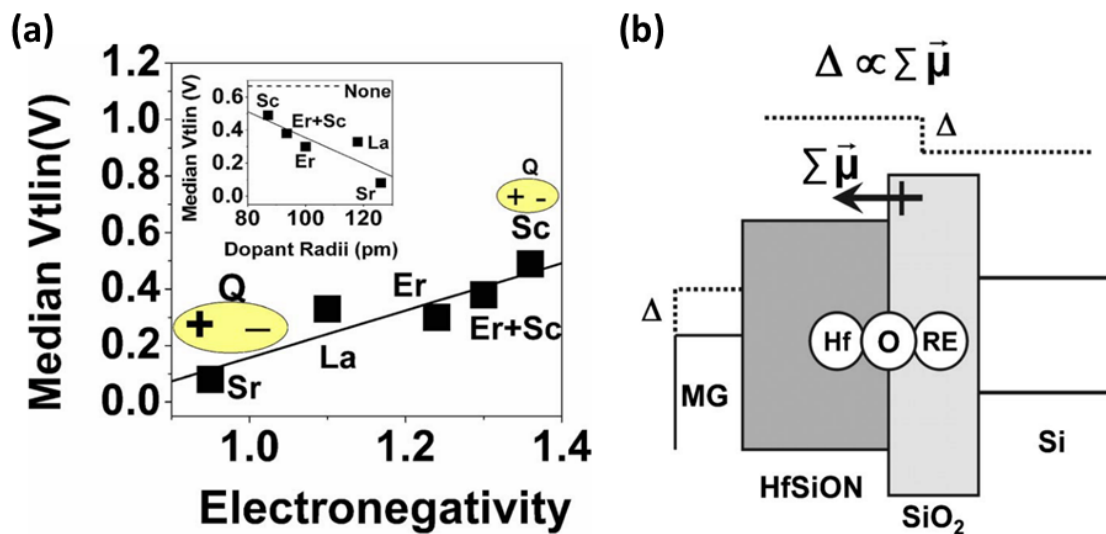 (a)
Median Vtlin(V)
1.2
1.0
0.8
0.6
0.4
0.2
0.0
1.0
1.2
1.4
Electronegativity
Q
+ –
Sr
La
Er
Er+Sc
Q
+ -
Sc
Median Vtlin (V)
0.6
0.4
0.2
0.0
80
100
120
Dopant Radii (pm)
None
Sc
Er+Sc
Er
La
Sr
(b)
Δ ∝ Σ μ⃗
Δ
Σ μ⃗
Δ
MG
Hf
O
RE
Si
HfSiON
SiO₂